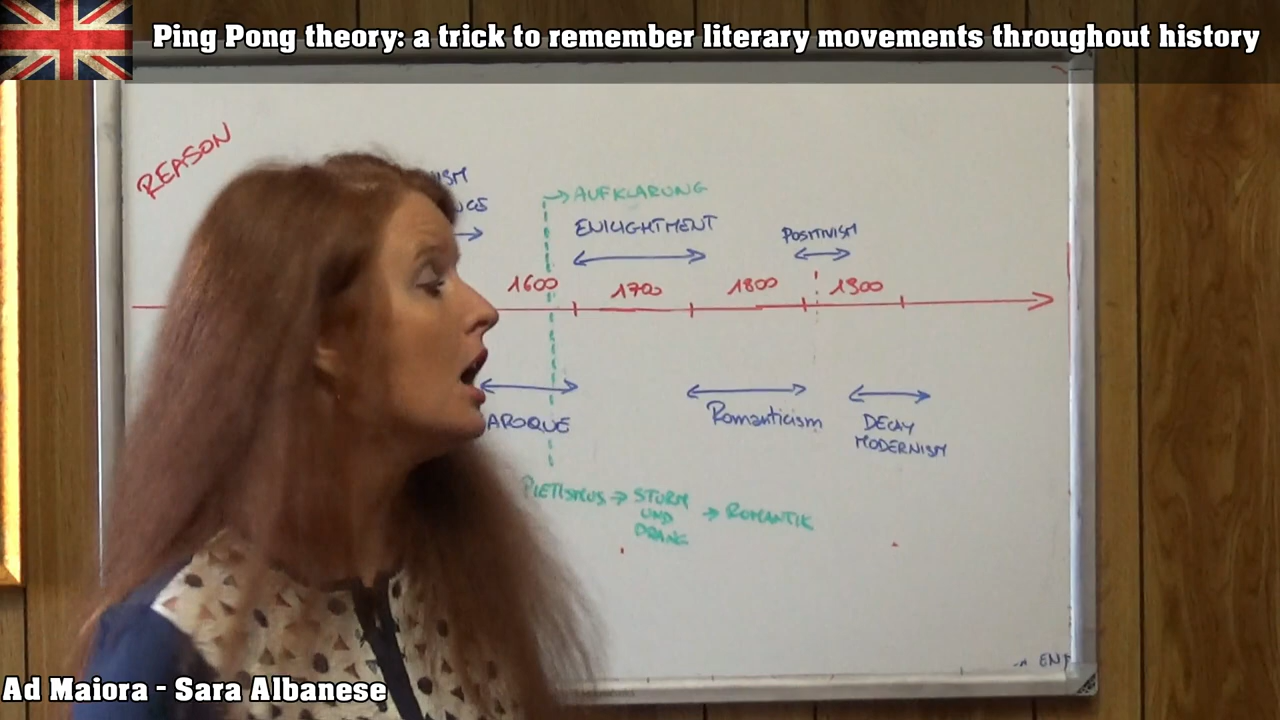 Ping Pong theory: a trick to remember literary movements throughout history
REASON
AUFKLARUNG
ENLIGHTMENT
POSITIVISM
1600
1700
1800
1900
AROQUE
Romanticism
DECAY
MODERNISM
PIETISMUS → STURM
UND
DRANG
→ ROMANTIK
Ad Maiora - Sara Albanese